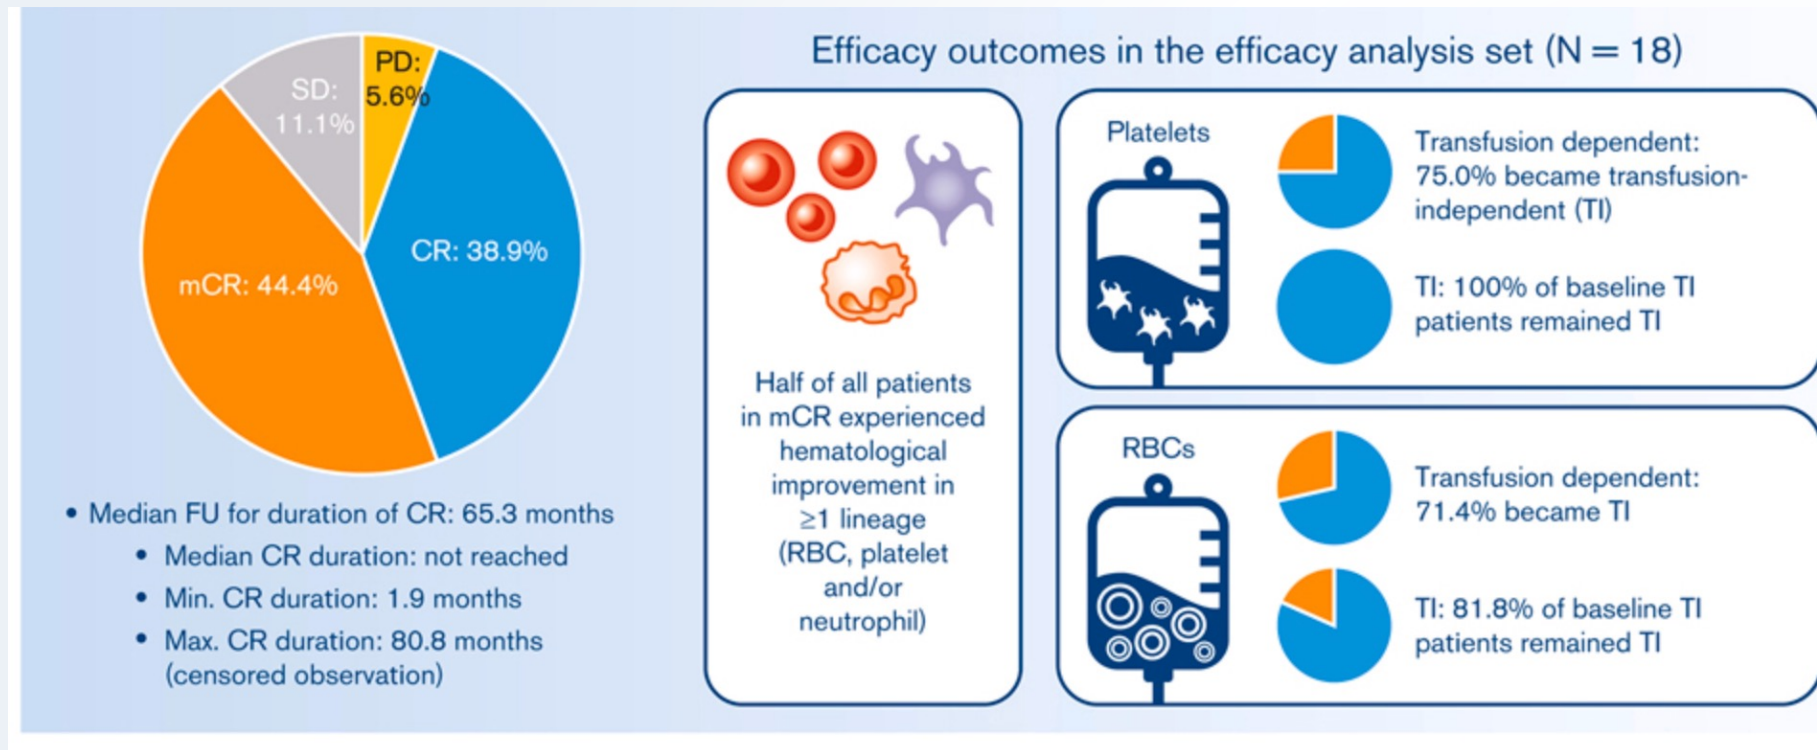 PD:
5.6%
SD:
11.1%
CR: 38.9%
mCR: 44.4%
• Median FU for duration of CR: 65.3 months
• Median CR duration: not reached
• Min. CR duration: 1.9 months
• Max. CR duration: 80.8 months
(censored observation)
Efficacy outcomes in the efficacy analysis set (N = 18)
Half of all patients
in mCR experienced
hematological
improvement in
≥1 lineage
(RBC, platelet
and/or
neutrophil)
Platelets
Transfusion dependent:
75.0% became transfusion-
independent (TI)
TI: 100% of baseline TI
patients remained TI
RBCs
Transfusion dependent:
71.4% became TI
TI: 81.8% of baseline TI
patients remained TI